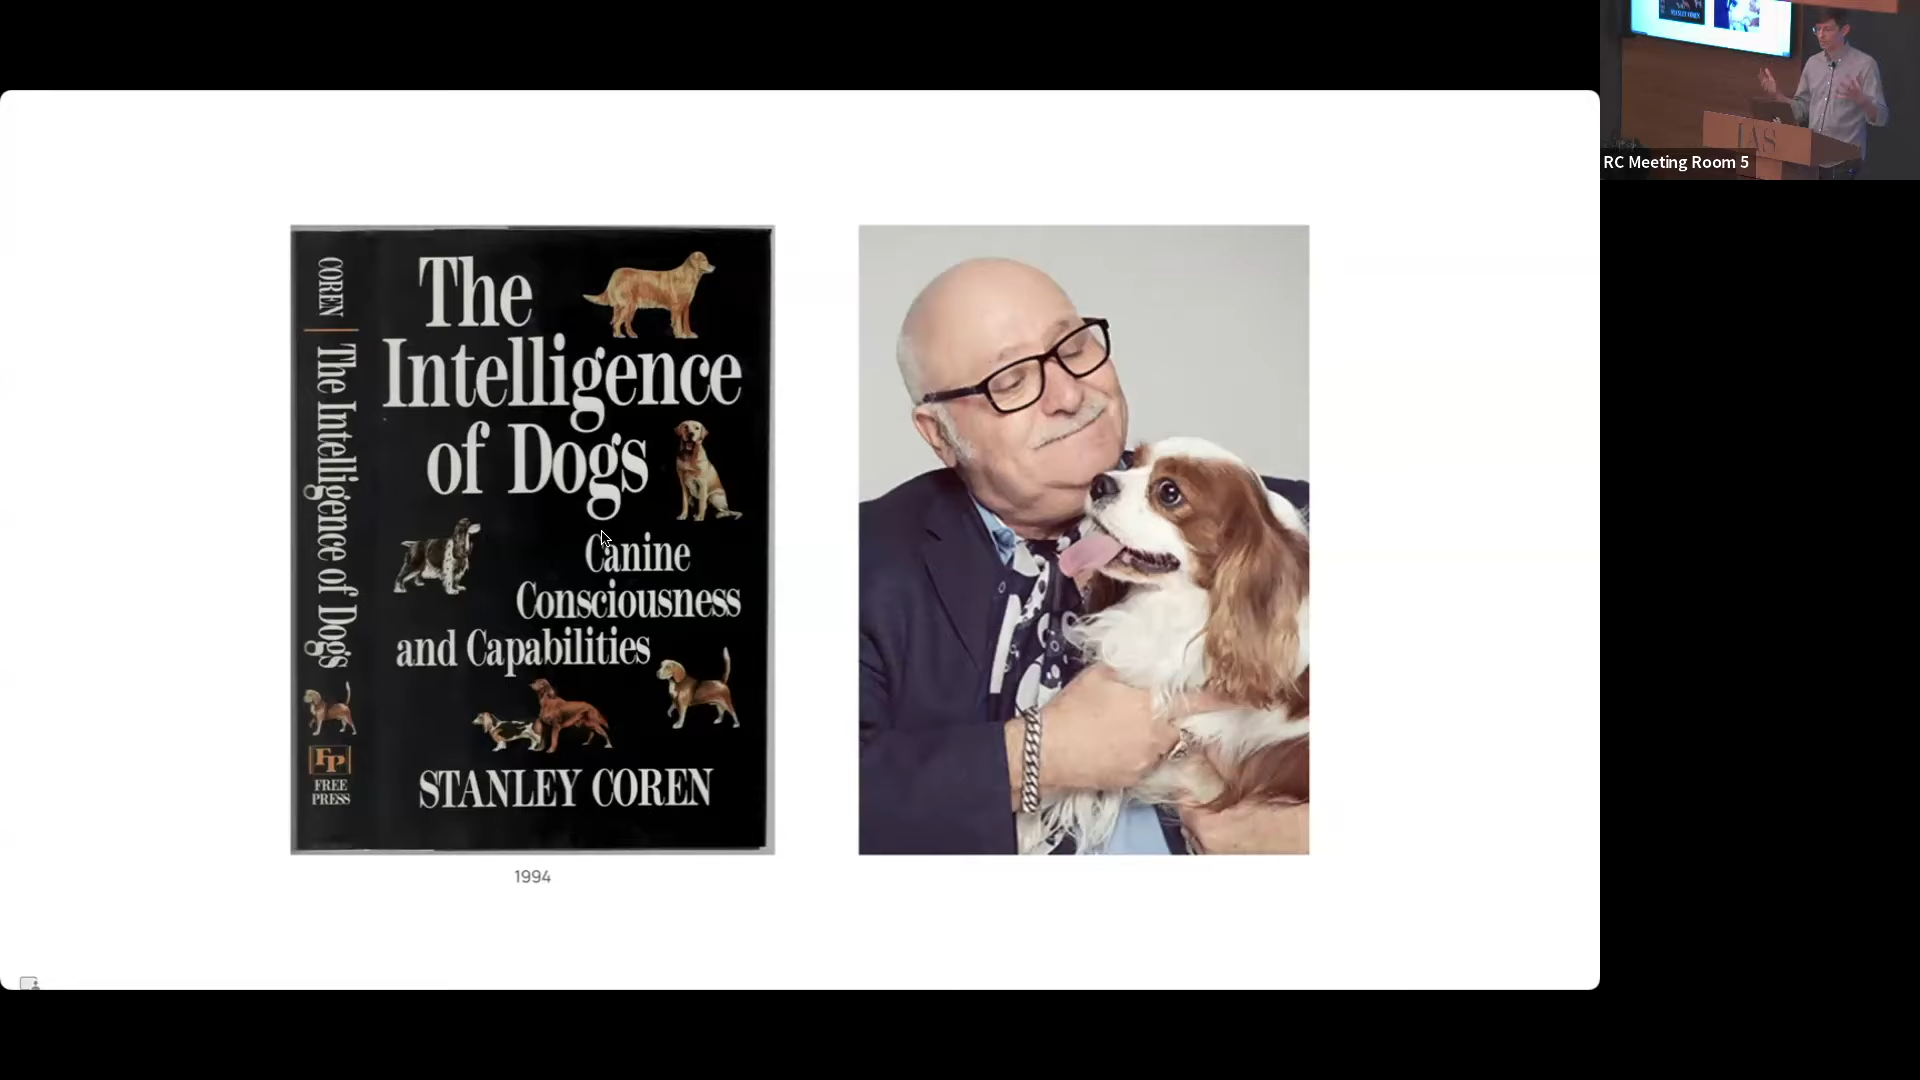 COREN
The Intelligence of Dogs
FP
FREE
PRESS
The
Intelligence
of Dogs
Canine
Consciousness
and Capabilities
STANLEY COREN
1994
IAS
RC Meeting Room 5